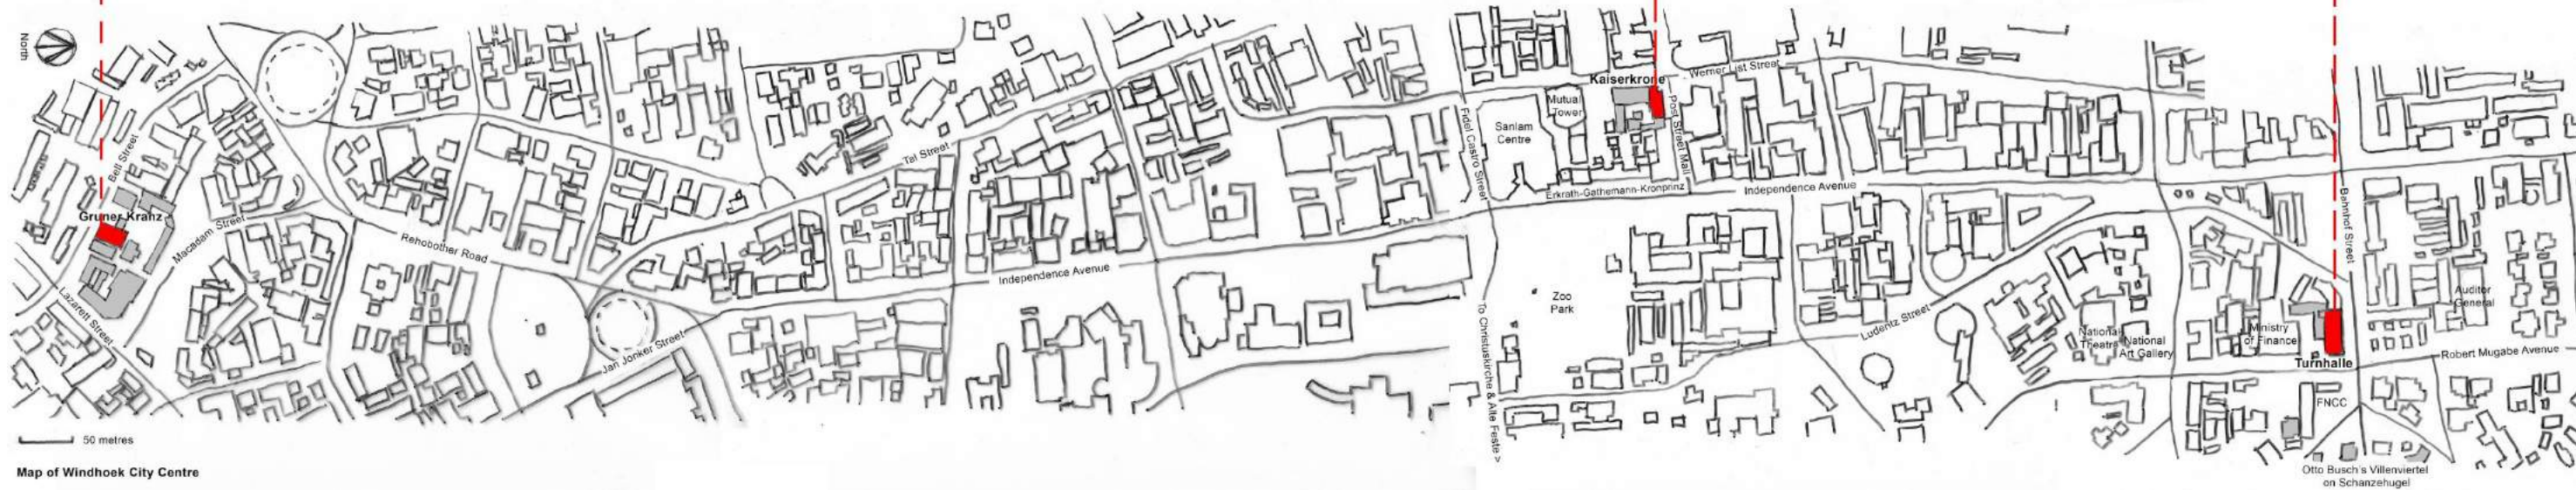 North
Bell Street
Gruner Kranz
Macadam Street
Lazarett Street
Rehobother Road
Jan Jonker Street
Tal Street
Independence Avenue
Fidel Castro Street
Sanlam
Centre
Mutual
Tower
Kaiserkrone
Werner List Street
Post Street Mall
Erkrath-Gathemann-Kronprinz
Independence Avenue
Zoo
Park
To Christuskirche & Alte Feste >
Luderitz Street
National
Theatre
National
Art Gallery
Ministry
of Finance
Turnhalle
Bahnhof Street
Auditor
General
Robert Mugabe Avenue
FNCC
Otto Busch's Villenviertel
on Schanzehugel
50 metres
Map of Windhoek City Centre